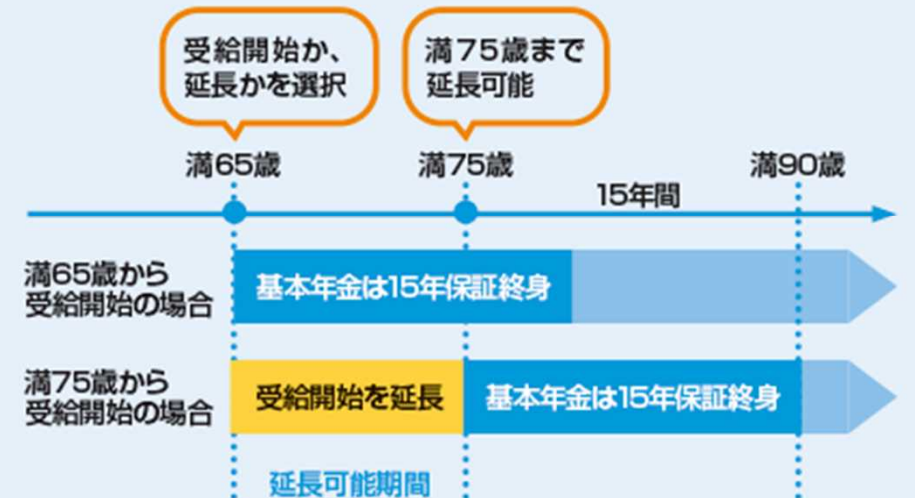 受給開始か、
延長かを選択
満75歳まで
延長可能
満65歳
満75歳
満90歳
15年間
満65歳から
受給開始の場合
基本年金は15年保証終身
満75歳から
受給開始の場合
受給開始を延長
基本年金は15年保証終身
延長可能期間